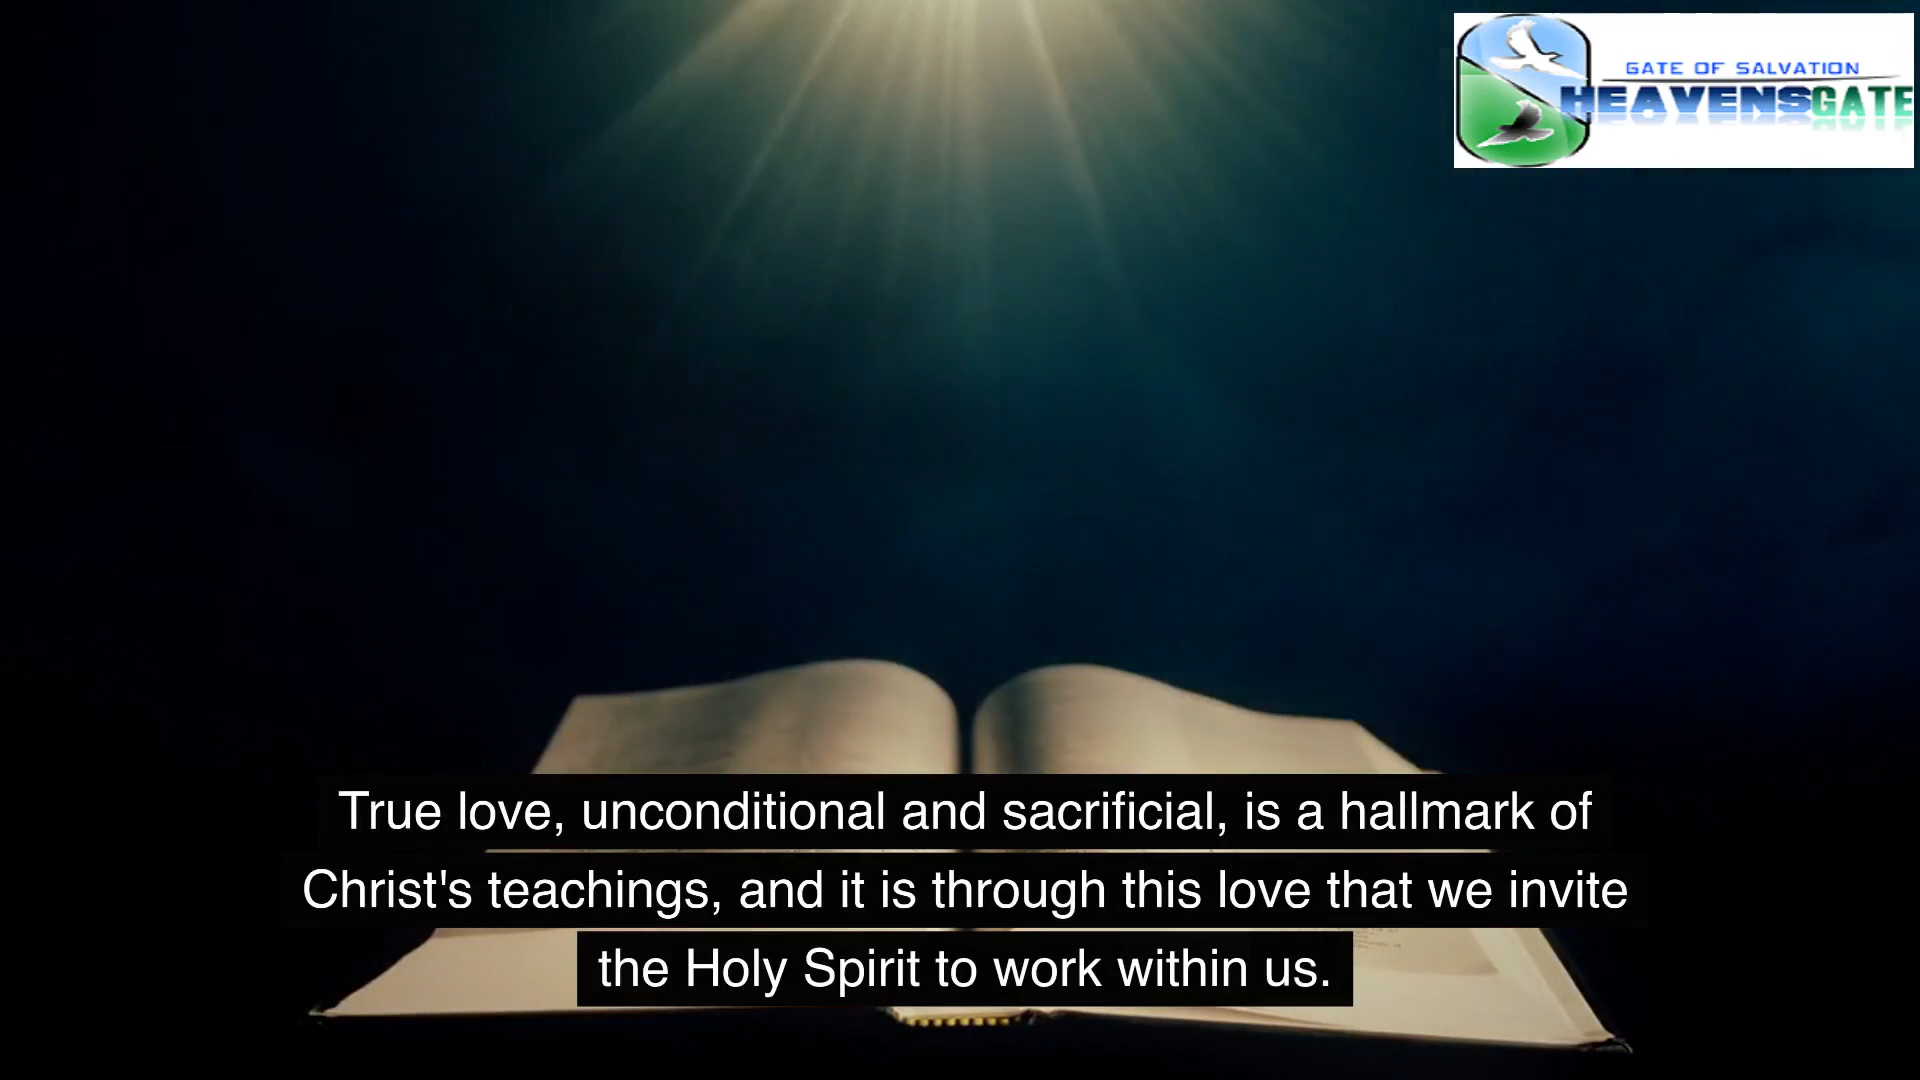 GATE OF SALVATION
HEAVENSGATE
True love, unconditional and sacrificial, is a hallmark of
Christ's teachings, and it is through this love that we invite
the Holy Spirit to work within us.